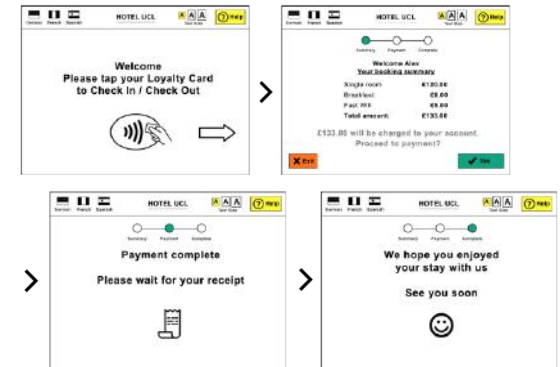 German French Spanish HOTEL UCL A A A Text Size ? Help
Welcome
Please tap your Loyalty Card
to Check In / Check Out
German French Spanish HOTEL UCL A A A Text Size ? Help
Summary Payment Complete
Welcome Alex
Your booking summary
Single room £120.00
Breakfast: £8.00
Fast Wifi £5.00
Total amount: £133.00
£133.00 will be charged to your account.
Proceed to payment?
X Exit ✓ Yes
German French Spanish HOTEL UCL A A A Text Size ? Help
Summary Payment Complete
Payment complete
Please wait for your receipt
German French Spanish HOTEL UCL A A A Text Size ? Help
Summary Payment Complete
We hope you enjoyed
your stay with us
See you soon